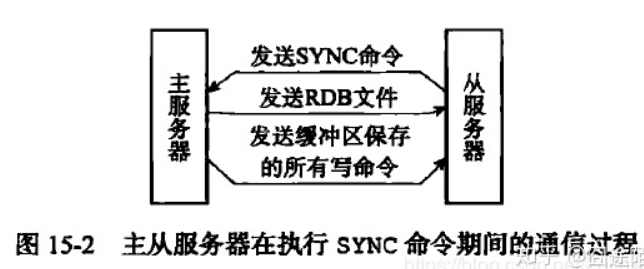 发送SYNC命令
主服务器
从服务器
发送RDB文件
发送缓冲区保存
的所有写命令
图 15-2 主从服务器在执行 SYNC 命令期间的通信过程